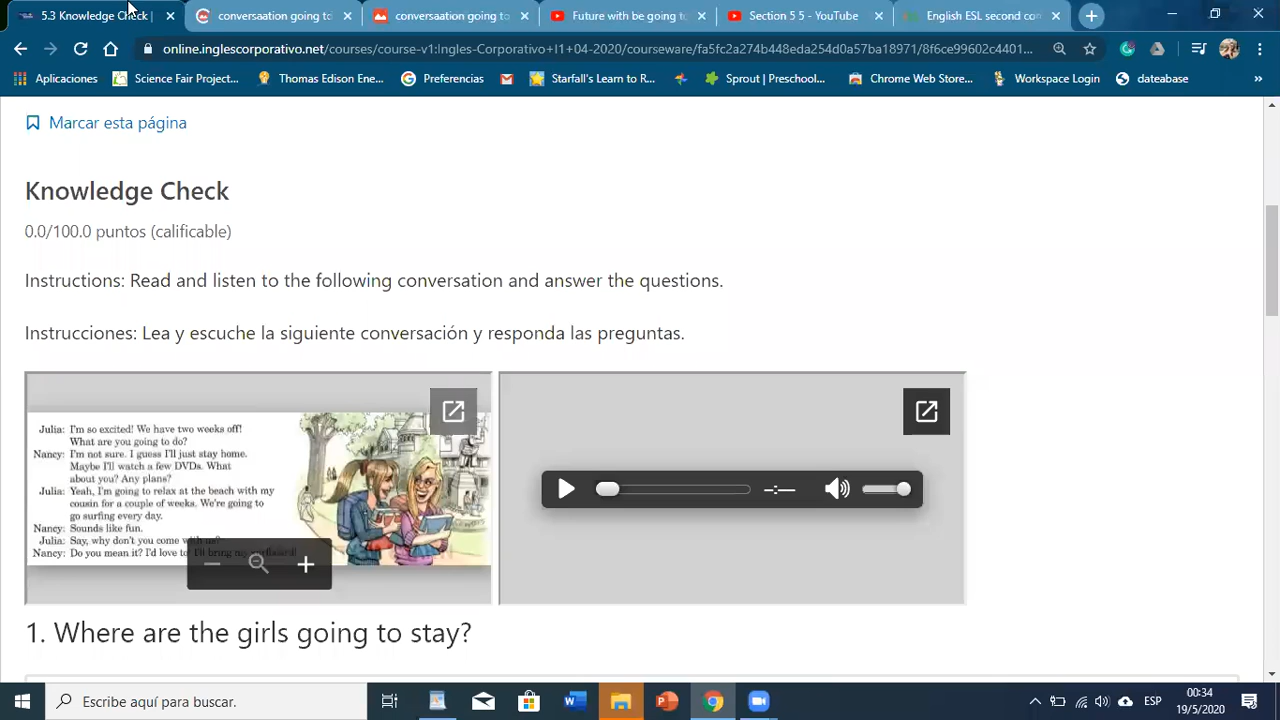 5.3 Knowledge Check |
conversaation going to
conversaation going to
Future with be going to
Section 5 5 - YouTube
English ESL second con
online.inglescorporativo.net/courses/course-v1:Ingles-Corporativo+I1+04-2020/courseware/fa5fc2a274b448eda254d0a57ba18971/8f6ce99602c4401...
Aplicaciones
Science Fair Project...
Thomas Edison Ene...
Preferencias
Starfall's Learn to R...
Sprout | Preschool...
Chrome Web Store...
Workspace Login
dateabase
»
Marcar esta página
Knowledge Check
0.0/100.0 puntos (calificable)
Instructions: Read and listen to the following conversation and answer the questions.
Instrucciones: Lea y escuche la siguiente conversación y responda las preguntas.
Julia: I'm so excited! We have two weeks off!
What are you going to do?
Nancy: I'm not sure. I guess I'll just stay home.
Maybe I'll watch a few DVDs. What
about you? Any plans?
Julia: Yeah, I'm going to relax at the beach with my
cousin for a couple of weeks. We're going to
go surfing every day.
Nancy: Sounds like fun.
Julia: Say, why don't you come with us?
Nancy: Do you mean it? I'd love to! I'll bring my surfboard!
-:--
1. Where are the girls going to stay?
Escribe aquí para buscar.
ESP
00:34
19/5/2020